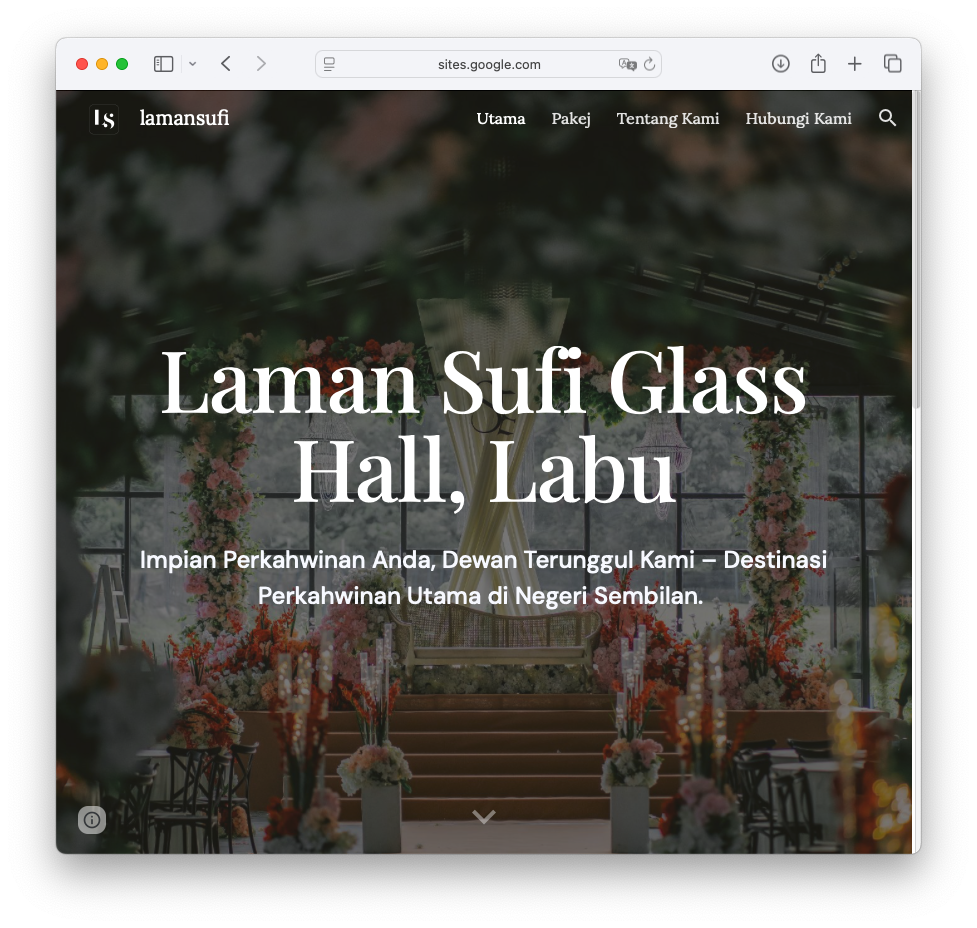 sites.google.com
ls
lamansufi
Utama
Pakej
Tentang Kami
Hubungi Kami
Laman Sufi Glass
Hall, Labu
Impian Perkahwinan Anda, Dewan Terunggul Kami – Destinasi
Perkahwinan Utama di Negeri Sembilan.